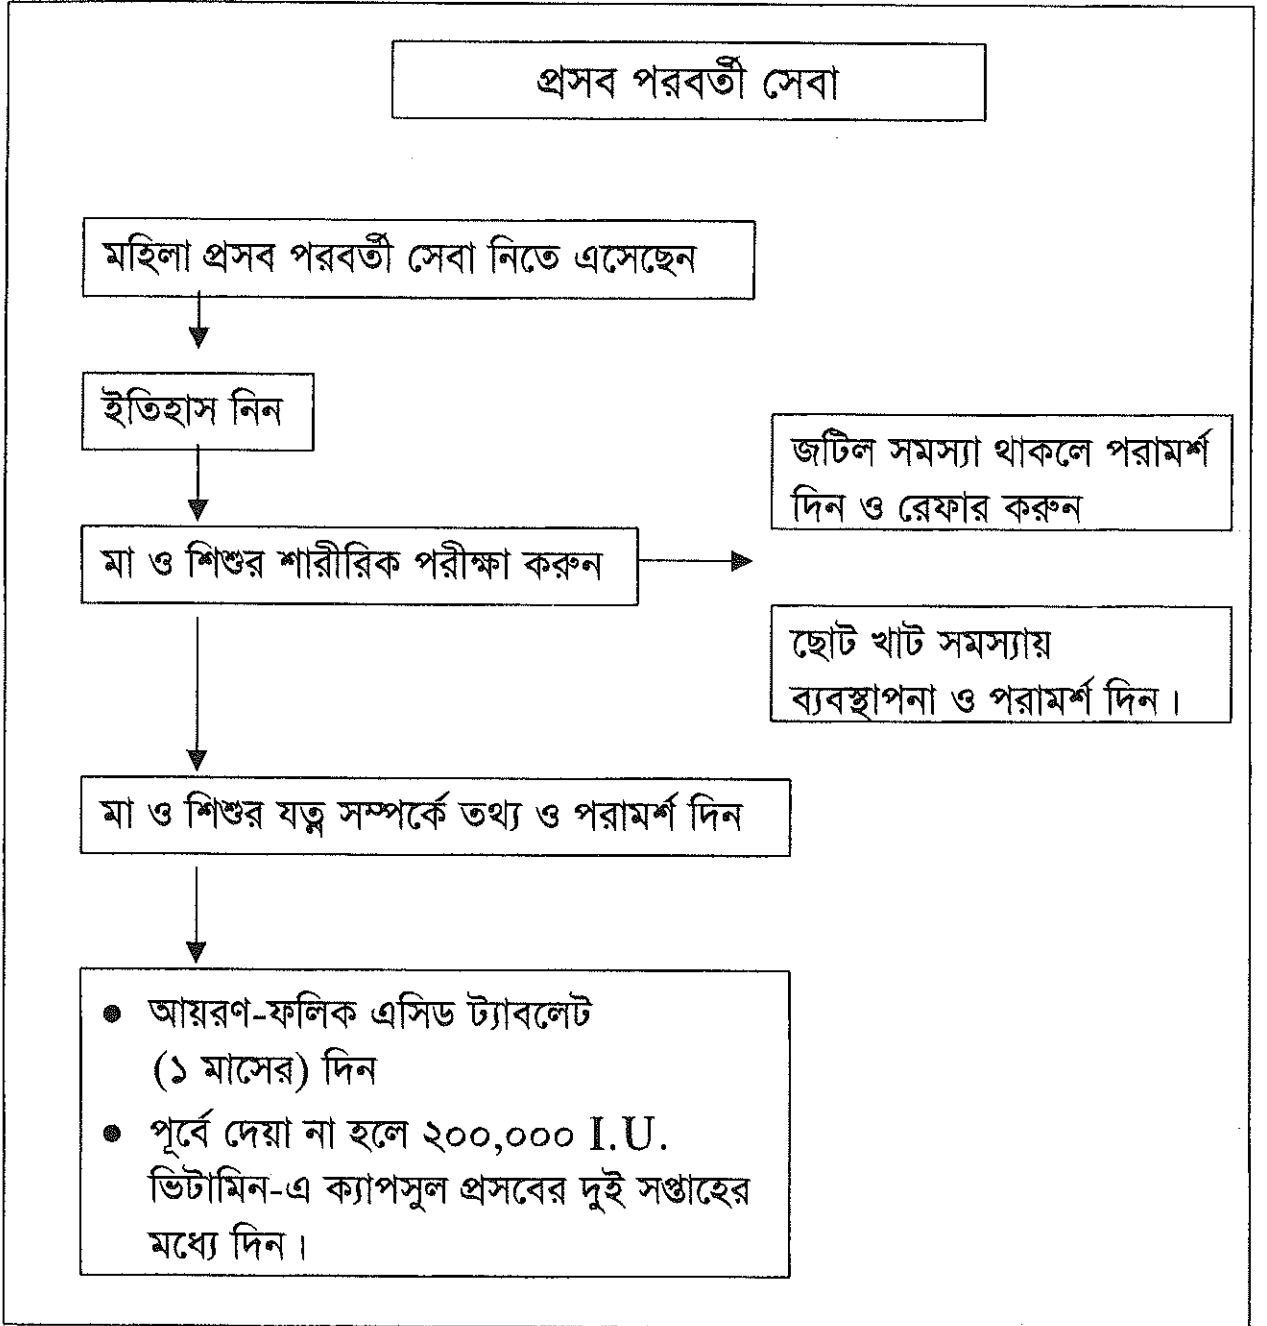 প্রসব পরবর্তী সেবা
মহিলা প্রসব পরবর্তী সেবা নিতে এসেছেন
ইতিহাস নিন
জটিল সমস্যা থাকলে পরামর্শ
দিন ও রেফার করুন
মা ও শিশুর শারীরিক পরীক্ষা করুন
ছোট খাট সমস্যায়
ব্যবস্থাপনা ও পরামর্শ দিন।
মা ও শিশুর যত্ন সম্পর্কে তথ্য ও পরামর্শ দিন
● আয়রণ-ফলিক এসিড ট্যাবলেট
(১ মাসের) দিন
● পূর্বে দেয়া না হলে ২০০,০০০ I.U.
ভিটামিন-এ ক্যাপসুল প্রসবের দুই সপ্তাহের
মধ্যে দিন।